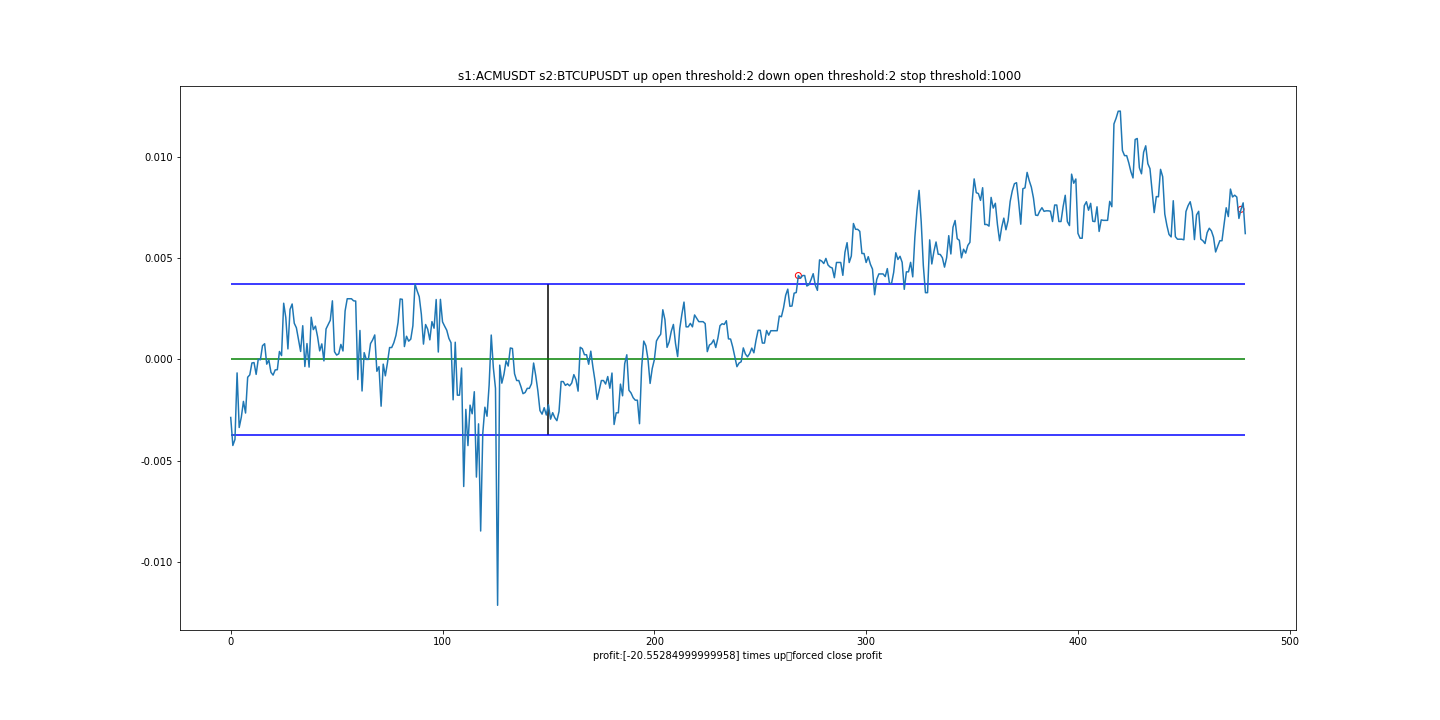 s1:ACMUSDT s2:BTCUPUSDT up open threshold:2 down open threshold:2 stop threshold:1000
0.010
0.005
0.000
-0.005
-0.010
0 100 200 300 400 500
profit:[-20.55284999999958] times up▯forced close profit